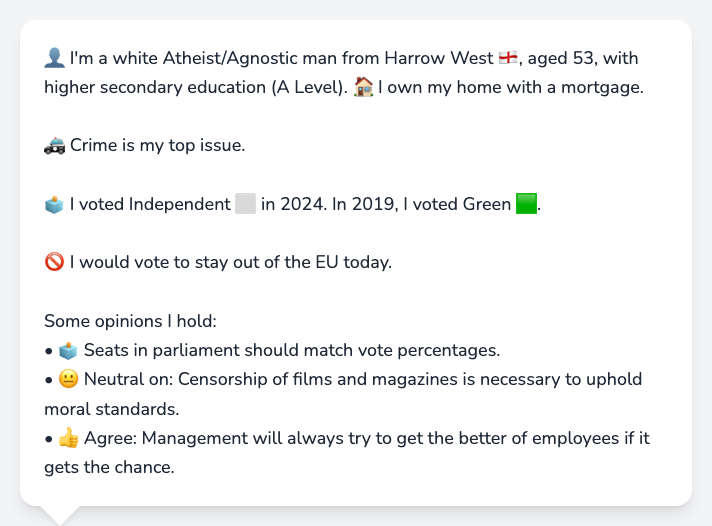 👤 I'm a white Atheist/Agnostic man from Harrow West 🏴󠁧󠁢󠁥󠁮󠁧󠁿, aged 53, with
higher secondary education (A Level). 🏠 I own my home with a mortgage.
🚓 Crime is my top issue.
🗳️ I voted Independent ⬜ in 2024. In 2019, I voted Green 🟩.
🚫 I would vote to stay out of the EU today.
Some opinions I hold:
• 🗳️ Seats in parliament should match vote percentages.
• 😐 Neutral on: Censorship of films and magazines is necessary to uphold
moral standards.
• 👍 Agree: Management will always try to get the better of employees if it
gets the chance.